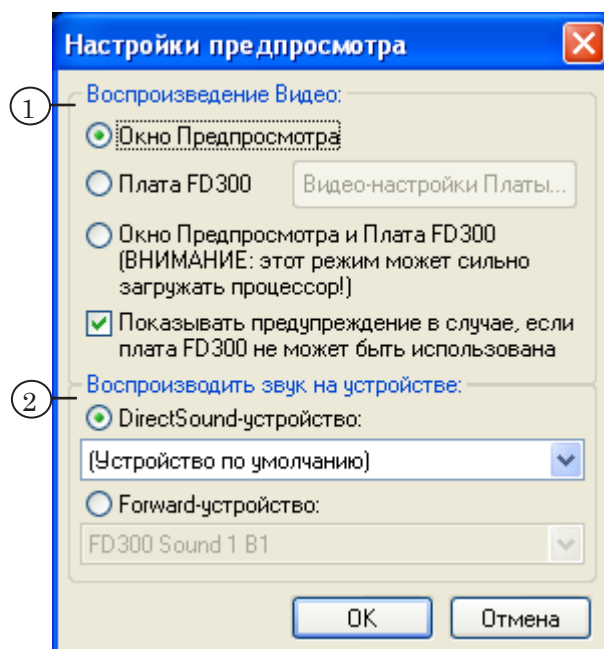 Настройки предпросмотра
1
Воспроизведение Видео:
Окно Предпросмотра
Плата FD300
Видео-настройки Платы...
Окно Предпросмотра и Плата FD300
(ВНИМАНИЕ: этот режим может сильно
загружать процессор!)
Показывать предупреждение в случае, если
плата FD300 не может быть использована
2
Воспроизводить звук на устройстве:
DirectSound-устройство:
(Устройство по умолчанию)
Forward-устройство:
FD300 Sound 1 B1
OK
Отмена